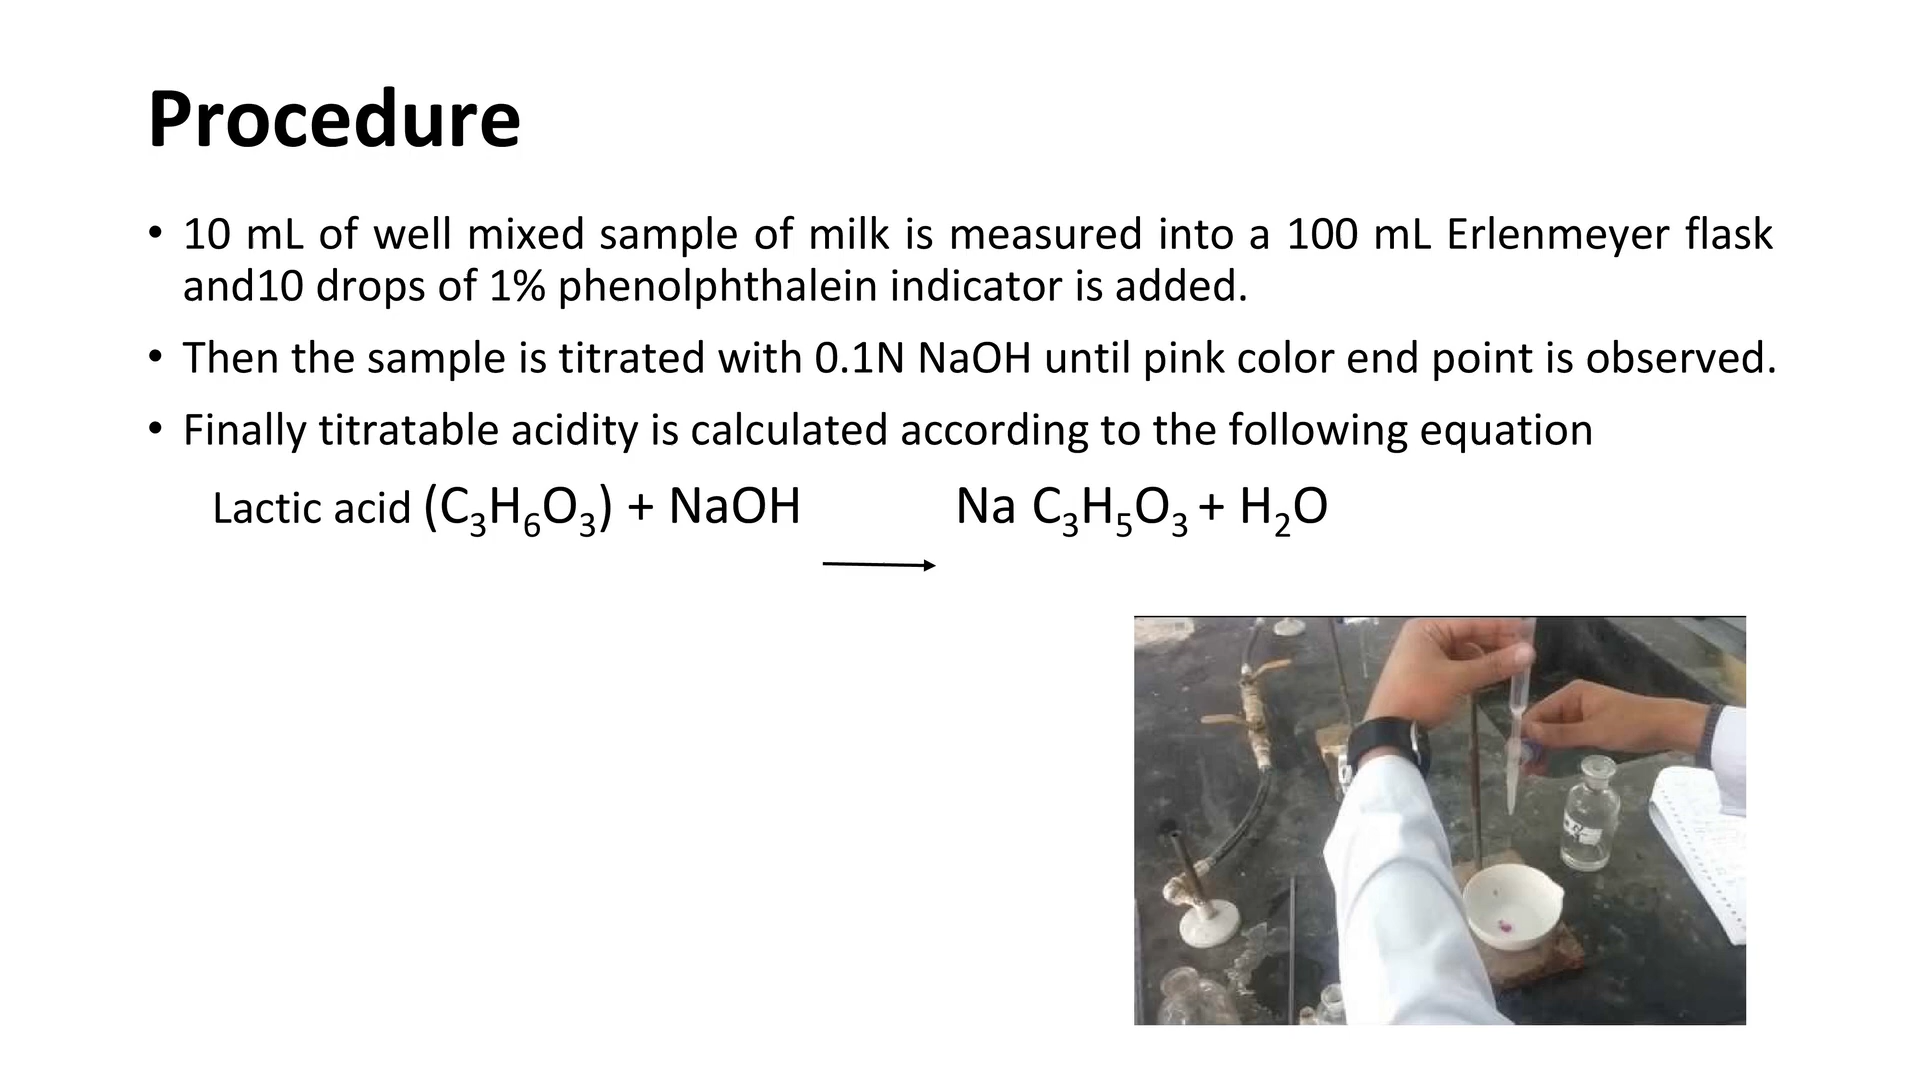 Procedure
• 10 mL of well mixed sample of milk is measured into a 100 mL Erlenmeyer flask
and10 drops of 1% phenolphthalein indicator is added.
• Then the sample is titrated with 0.1N NaOH until pink color end point is observed.
• Finally titratable acidity is calculated according to the following equation
Lactic acid (C₃H₆O₃) + NaOH → Na C₃H₅O₃ + H₂O